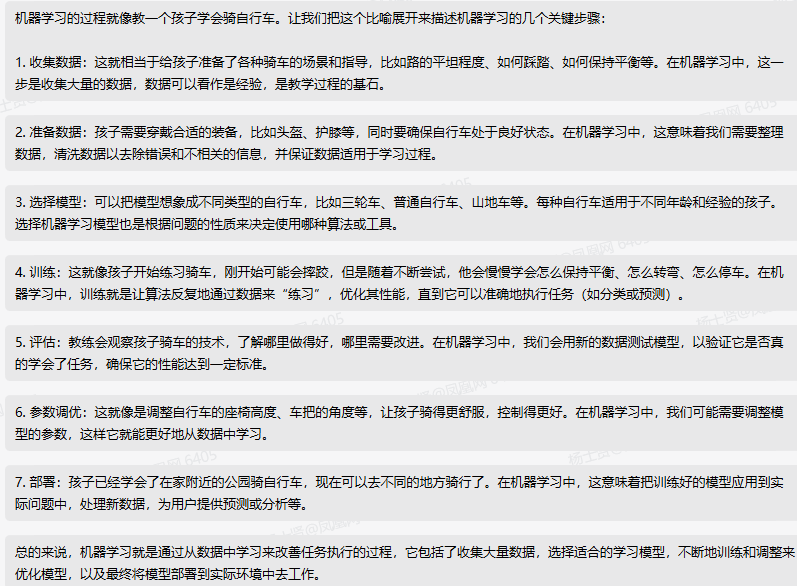 机器学习的过程就像教一个孩子学会骑自行车。让我们把这个比喻展开来描述机器学习的几个关键步骤：
1. 收集数据：这就相当于给孩子准备了各种骑车的场景和指导，比如路的平坦程度、如何踩踏、如何保持平衡等。在机器学习中，这一
步是收集大量的数据，数据可以看作是经验，是教学过程的基石。
2. 准备数据：孩子需要穿戴合适的装备，比如头盔、护膝等，同时要确保自行车处于良好状态。在机器学习中，这意味着我们需要整理
数据，清洗数据以去除错误和不相关的信息，并保证数据适用于学习过程。
3. 选择模型：可以把模型想象成不同类型的自行车，比如三轮车、普通自行车、山地车等。每种自行车适用于不同年龄和经验的孩子。
选择机器学习模型也是根据问题的性质来决定使用哪种算法或工具。
4. 训练：这就像孩子开始练习骑车，刚开始可能会摔跤，但是随着不断尝试，他会慢慢学会怎么保持平衡、怎么转弯、怎么停车。在机
器学习中，训练就是让算法反复地通过数据来“练习”，优化其性能，直到它可以准确地执行任务（如分类或预测）。
5. 评估：教练会观察孩子骑车的技术，了解哪里做得好，哪里需要改进。在机器学习中，我们会用新的数据测试模型，以验证它是否真
的学会了任务，确保它的性能达到一定标准。
6. 参数调优：这就像是调整自行车的座椅高度、车把的角度等，让孩子骑得更舒服，控制得更好。在机器学习中，我们可能需要调整模
型的参数，这样它就能更好地从数据中学习。
7. 部署：孩子已经学会了在家附近的公园骑自行车，现在可以去不同的地方骑行了。在机器学习中，这意味着把训练好的模型应用到实
际问题中，处理新数据，为用户提供预测或分析等。
总的来说，机器学习就是通过从数据中学习来改善任务执行的过程，它包括了收集大量数据，选择适合的学习模型，不断地训练和调整来
优化模型，以及最终将模型部署到实际环境中去工作。